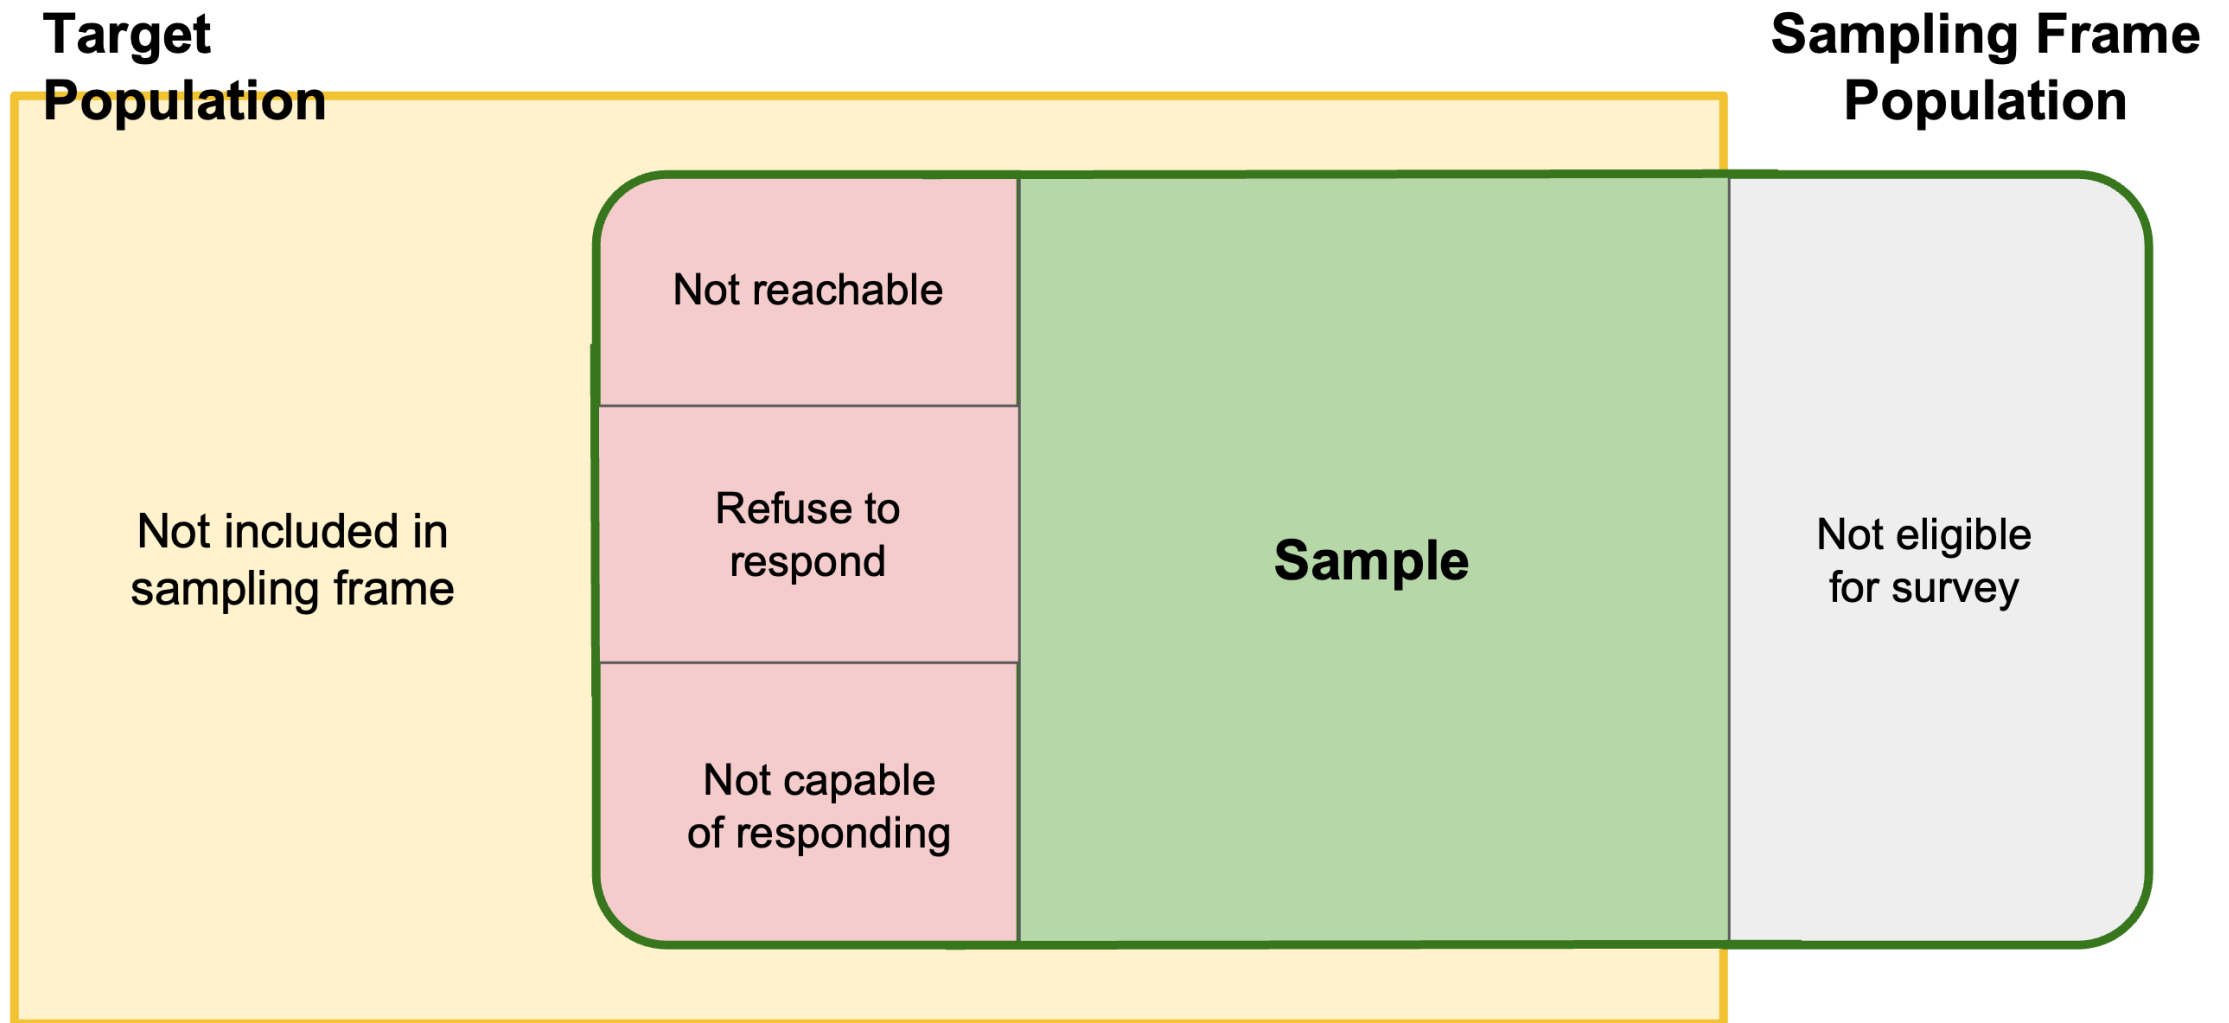 Target
Population
Sampling Frame
Population
Not reachable
Refuse to
respond
Not capable
of responding
Not included in
sampling frame
Sample
Not eligible
for survey